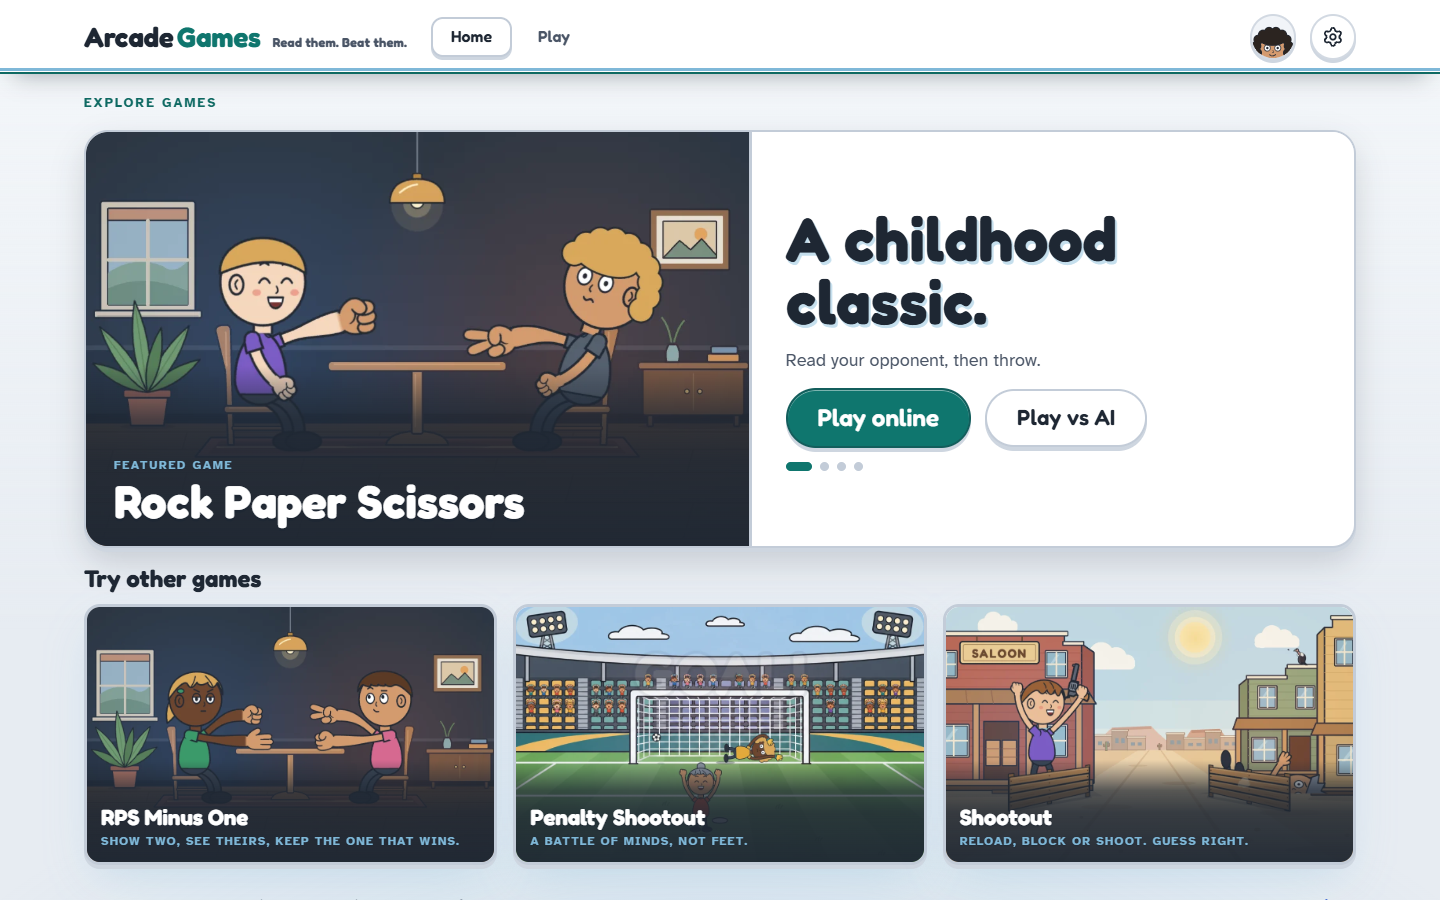 Arcade Games Read them. Beat them. Home Play
EXPLORE GAMES
A childhood
classic.
Read your opponent, then throw.
Play online Play vs AI
FEATURED GAME
Rock Paper Scissors
Try other games
SALOON
GOAL!
RPS Minus One
SHOW TWO, SEE THEIRS, KEEP THE ONE THAT WINS.
Penalty Shootout
A BATTLE OF MINDS, NOT FEET.
Shootout
RELOAD, BLOCK OR SHOOT. GUESS RIGHT.